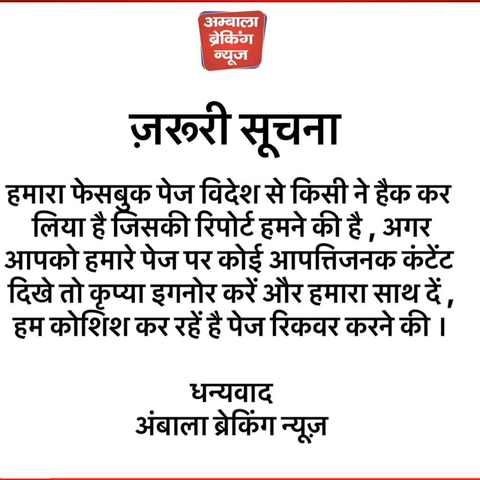 अम्बाला
ब्रेकिंग
न्यूज
ज़रूरी सूचना
हमारा फेसबुक पेज विदेश से किसी ने हैक कर
लिया है जिसकी रिपोर्ट हमने की है , अगर
आपको हमारे पेज पर कोई आपत्तिजनक कंटेंट
दिखे तो कृप्या इगनोर करें और हमारा साथ दें ,
हम कोशिश कर रहें है पेज रिकवर करने की ।
धन्यवाद
अंबाला ब्रेकिंग न्यूज़